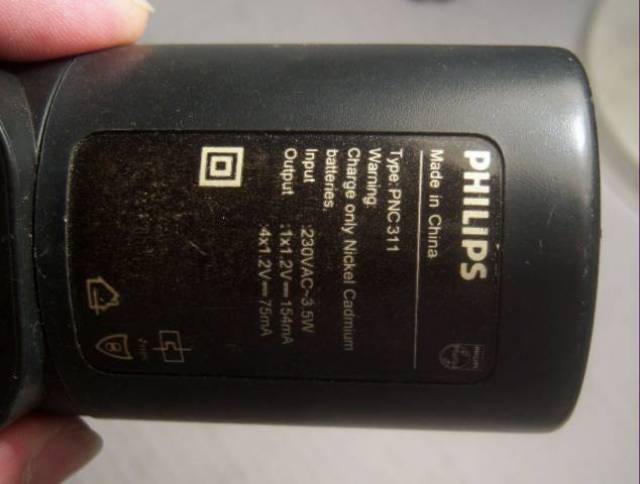 PHILIPS
Made in China
Type: PNC311
Warning:
Charge only Nickel Cadmium
batteries.
Input :230VAC~3.5W
Output :1x1.2V⎓154mA
:4x1.2V⎓75mA